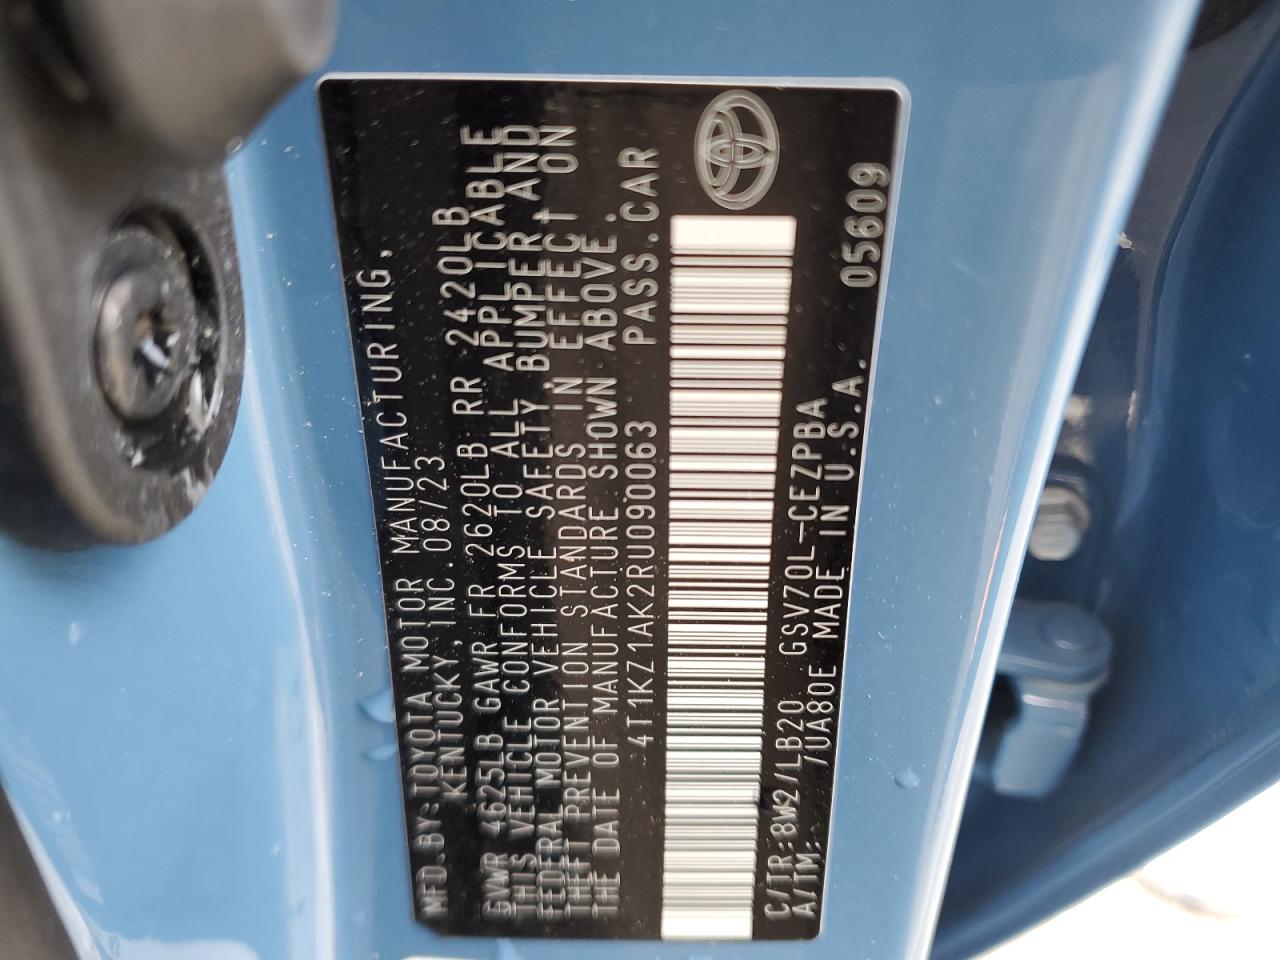 MFD. BY: TOYOTA MOTOR MANUFACTURING,
KENTUCKY, INC. 08/23
GVWR 4625LB GAWR FR 2620LB RR 2420LB
THIS VEHICLE CONFORMS TO ALL APPLICABLE
FEDERAL MOTOR VEHICLE SAFETY, BUMPER, AND
THEFT PREVENTION STANDARDS IN EFFECT ON
THE DATE OF MANUFACTURE SHOWN ABOVE.
4T1KZ1AK2RU090063 PASS.CAR
C/TR: 8W2/LB20 GSV70L-CEZPBA
A/TM: /UA80E MADE IN U.S.A. 05609